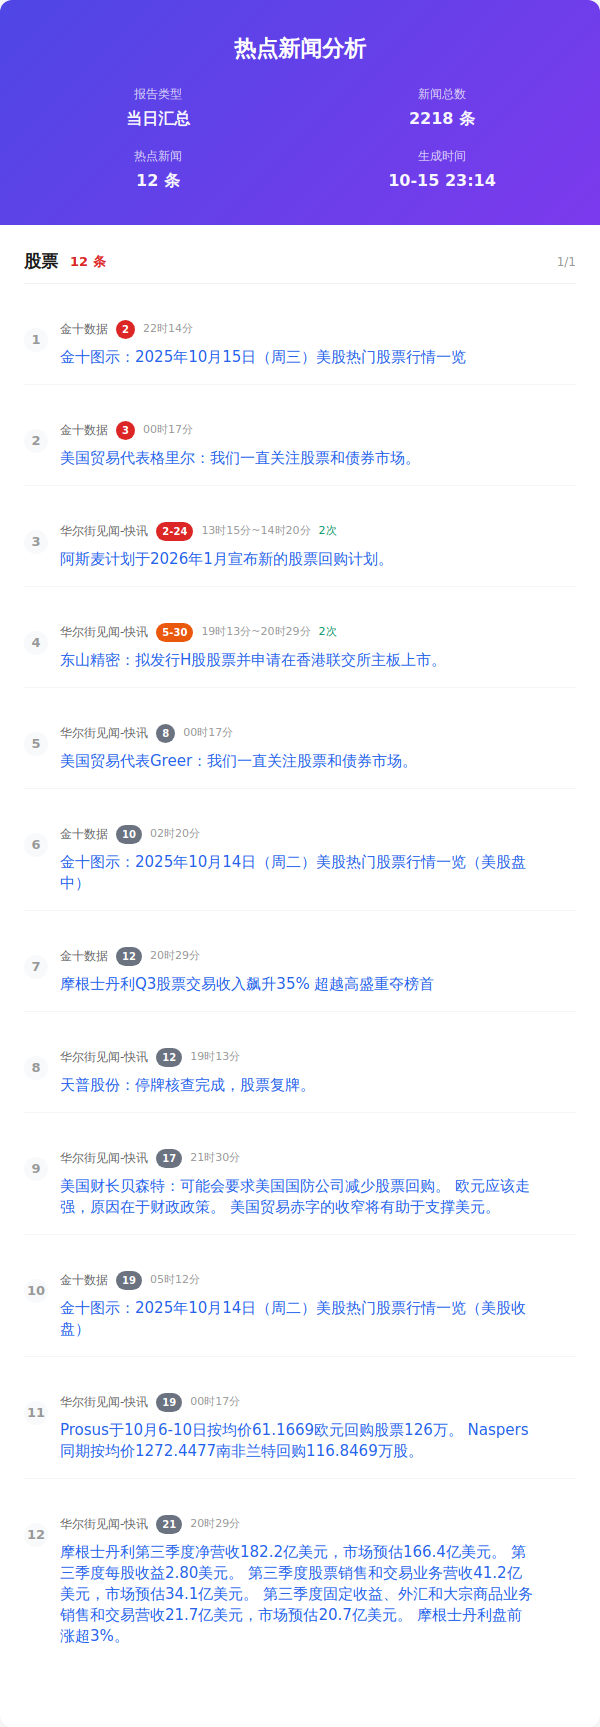 热点新闻分析
报告类型
当日汇总
新闻总数
2218 条
热点新闻
12 条
生成时间
10-15 23:14
股票 12 条 1/1
1
金十数据 2 22时14分
金十图示：2025年10月15日（周三）美股热门股票行情一览
2
金十数据 3 00时17分
美国贸易代表格里尔：我们一直关注股票和债券市场。
3
华尔街见闻-快讯 2-24 13时15分~14时20分 2次
阿斯麦计划于2026年1月宣布新的股票回购计划。
4
华尔街见闻-快讯 5-30 19时13分~20时29分 2次
东山精密：拟发行H股股票并申请在香港联交所主板上市。
5
华尔街见闻-快讯 8 00时17分
美国贸易代表Greer：我们一直关注股票和债券市场。
6
金十数据 10 02时20分
金十图示：2025年10月14日（周二）美股热门股票行情一览（美股盘
中）
7
金十数据 12 20时29分
摩根士丹利Q3股票交易收入飙升35% 超越高盛重夺榜首
8
华尔街见闻-快讯 12 19时13分
天普股份：停牌核查完成，股票复牌。
9
华尔街见闻-快讯 17 21时30分
美国财长贝森特：可能会要求美国国防公司减少股票回购。 欧元应该走
强，原因在于财政政策。 美国贸易赤字的收窄将有助于支撑美元。
10
金十数据 19 05时12分
金十图示：2025年10月14日（周二）美股热门股票行情一览（美股收
盘）
11
华尔街见闻-快讯 19 00时17分
Prosus于10月6-10日按均价61.1669欧元回购股票126万。 Naspers
同期按均价1272.4477南非兰特回购116.8469万股。
12
华尔街见闻-快讯 21 20时29分
摩根士丹利第三季度净营收182.2亿美元，市场预估166.4亿美元。 第
三季度每股收益2.80美元。 第三季度股票销售和交易业务营收41.2亿
美元，市场预估34.1亿美元。 第三季度固定收益、外汇和大宗商品业务
销售和交易营收21.7亿美元，市场预估20.7亿美元。 摩根士丹利盘前
涨超3%。